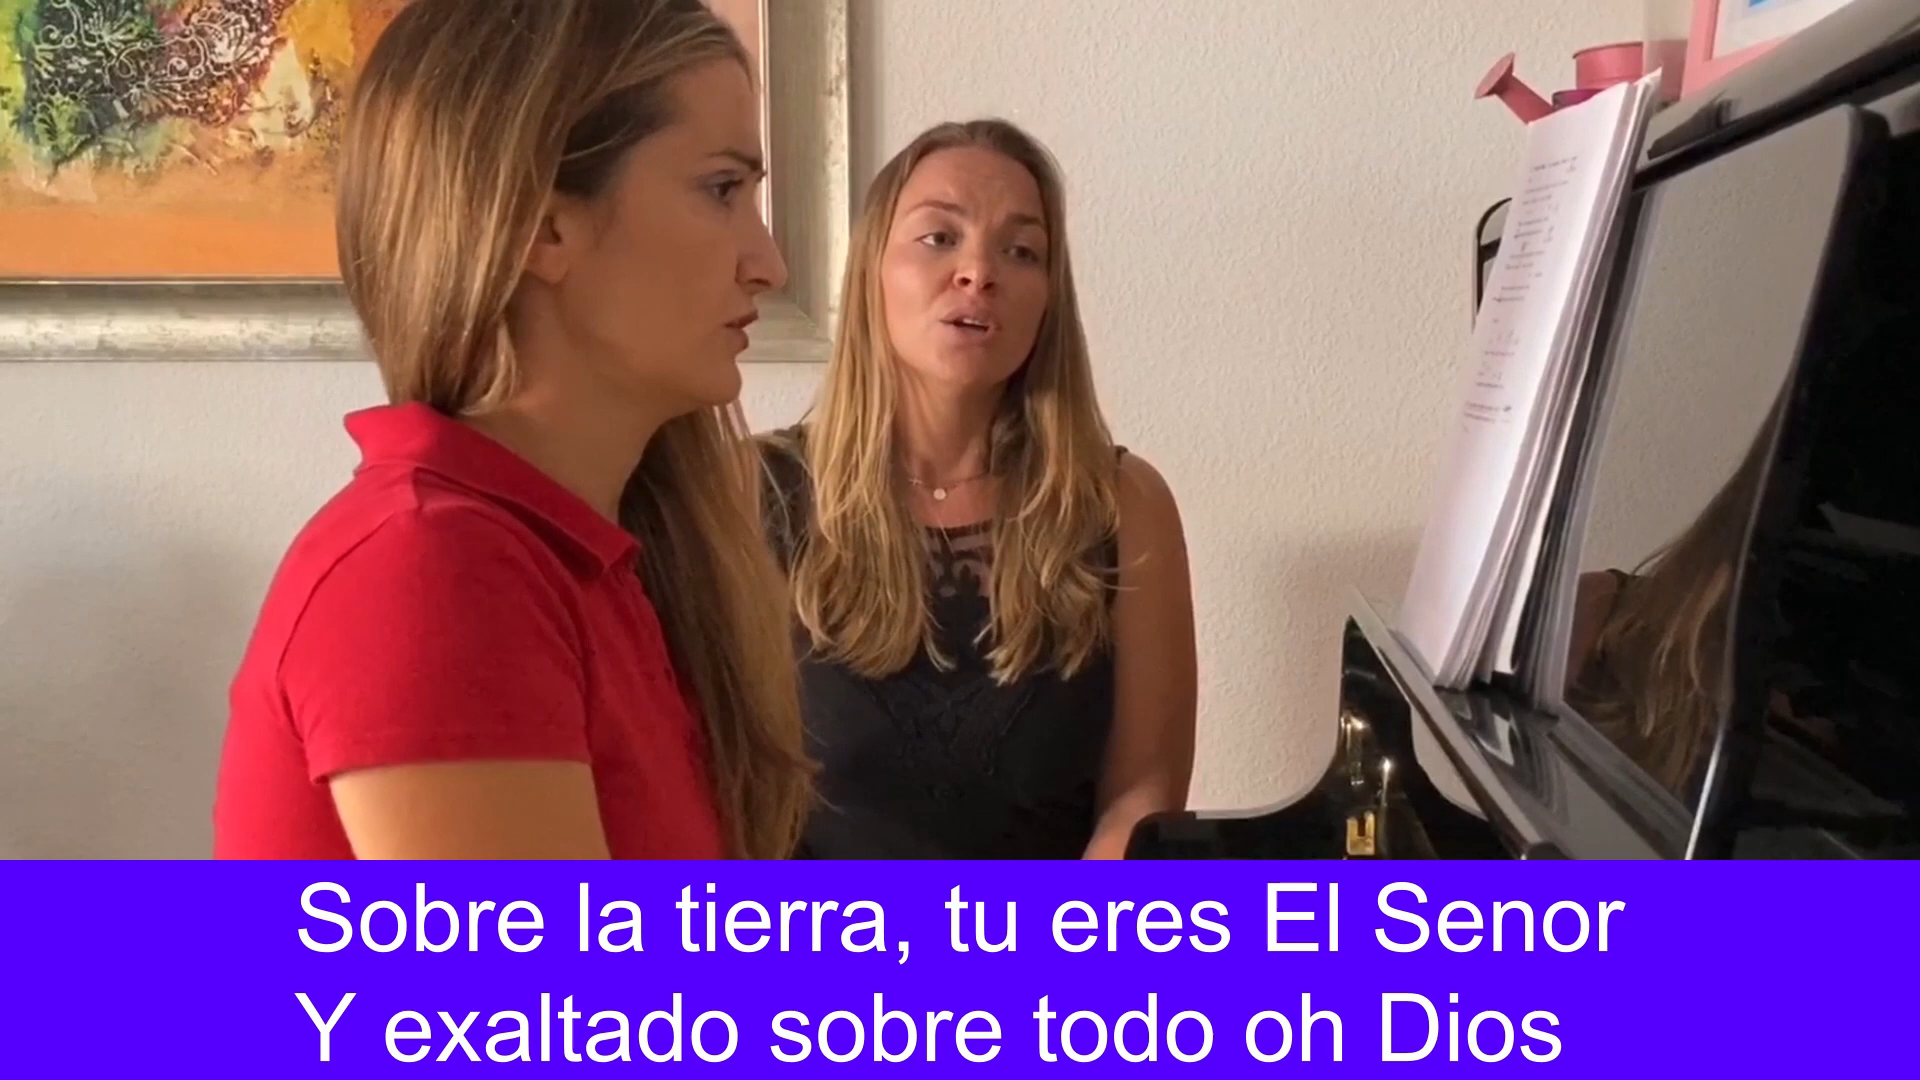 Sobre la tierra, tu eres El Senor
Y exaltado sobre todo oh Dios